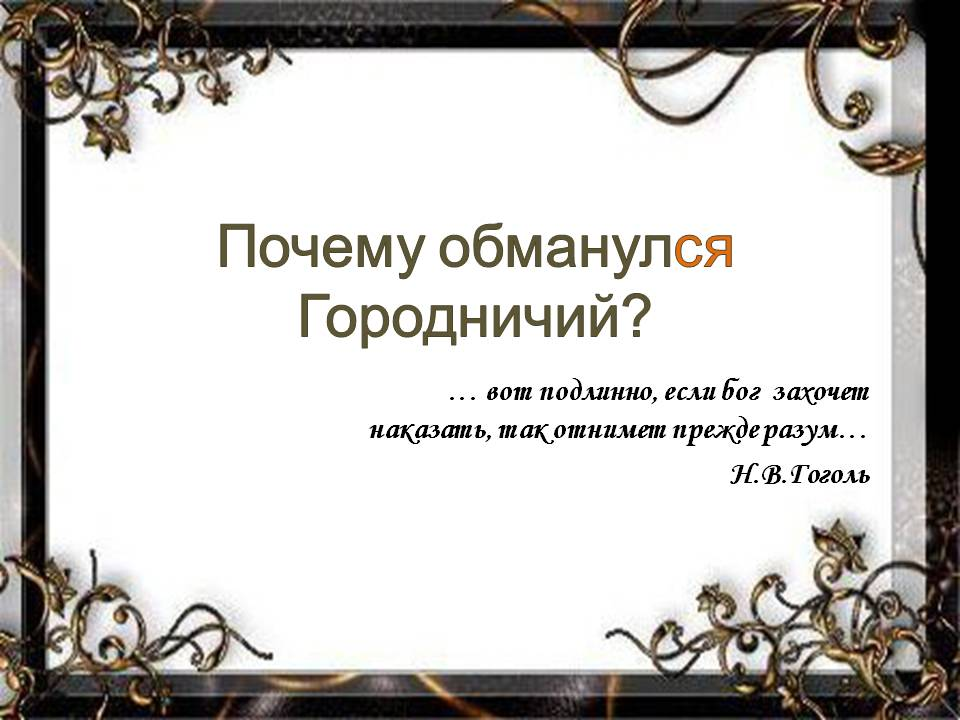 Почему обманулся
Городничий?
… вот подлинно, если бог захочет
наказать, так отнимет прежде разум…
Н.В.Гоголь